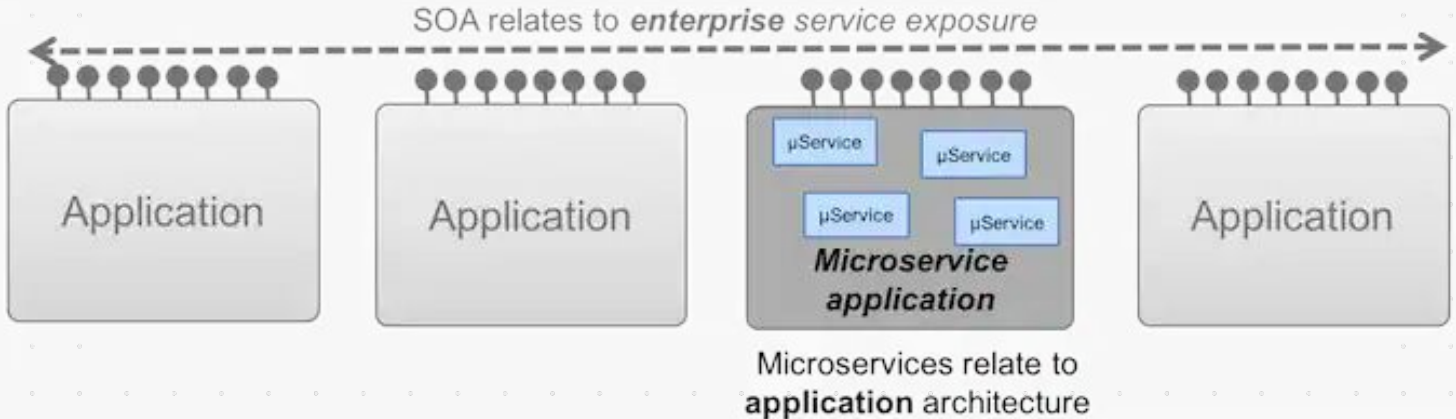 SOA relates to enterprise service exposure
Application
Application
µService
µService
µService
µService
Microservice
application
Application
Microservices relate to
application architecture